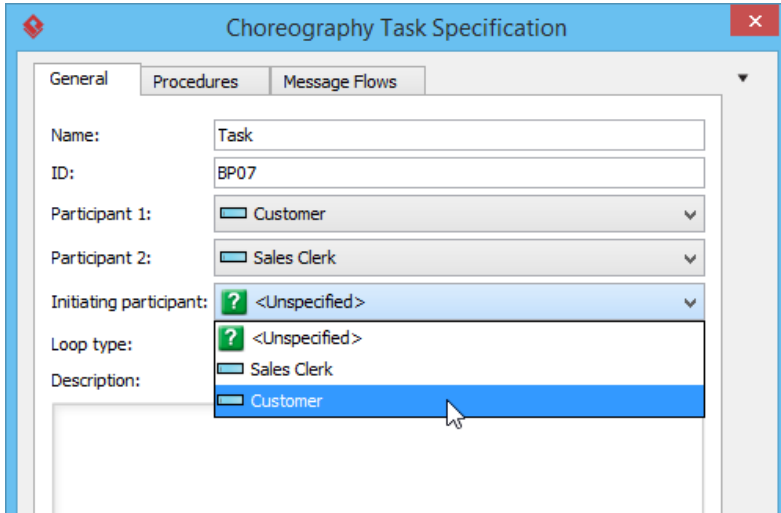 Choreography Task Specification
General Procedures Message Flows
Name: Task
ID: BP07
Participant 1: Customer
Participant 2: Sales Clerk
Initiating participant: ? <Unspecified>
? <Unspecified>
Loop type: Sales Clerk
Description: Customer